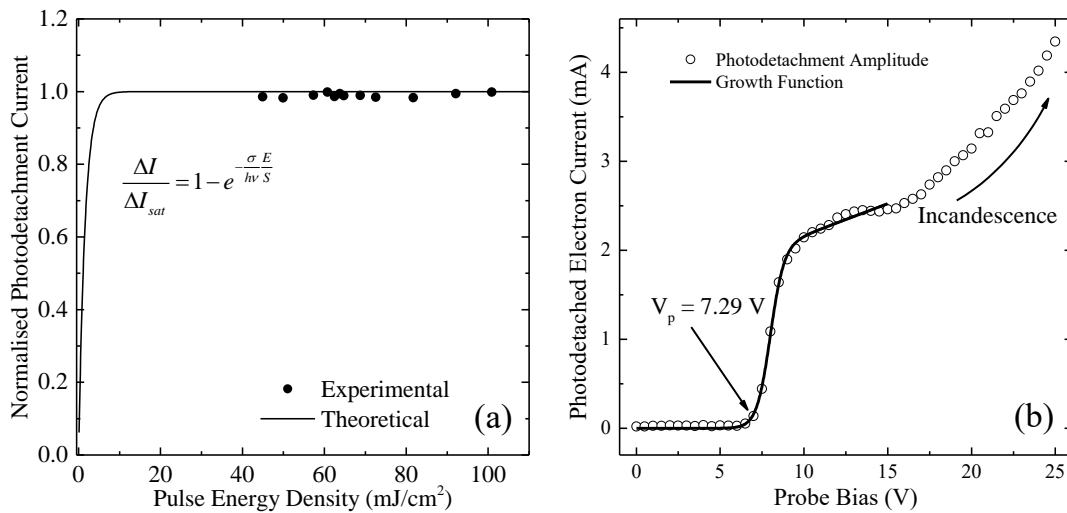 1.2
1.0
0.8
0.6
0.4
0.2
0.0
Normalised Photodetachment Current
ΔI/ΔI_sat = 1 − e^(−(σ/hν)(E/S))
Experimental
Theoretical
(a)
0 20 40 60 80 100
Pulse Energy Density (mJ/cm²)
4
3
2
1
0
Photodetached Electron Current (mA)
Photodetachment Amplitude
Growth Function
Incandescence
V_p = 7.29 V
(b)
0 5 10 15 20 25
Probe Bias (V)